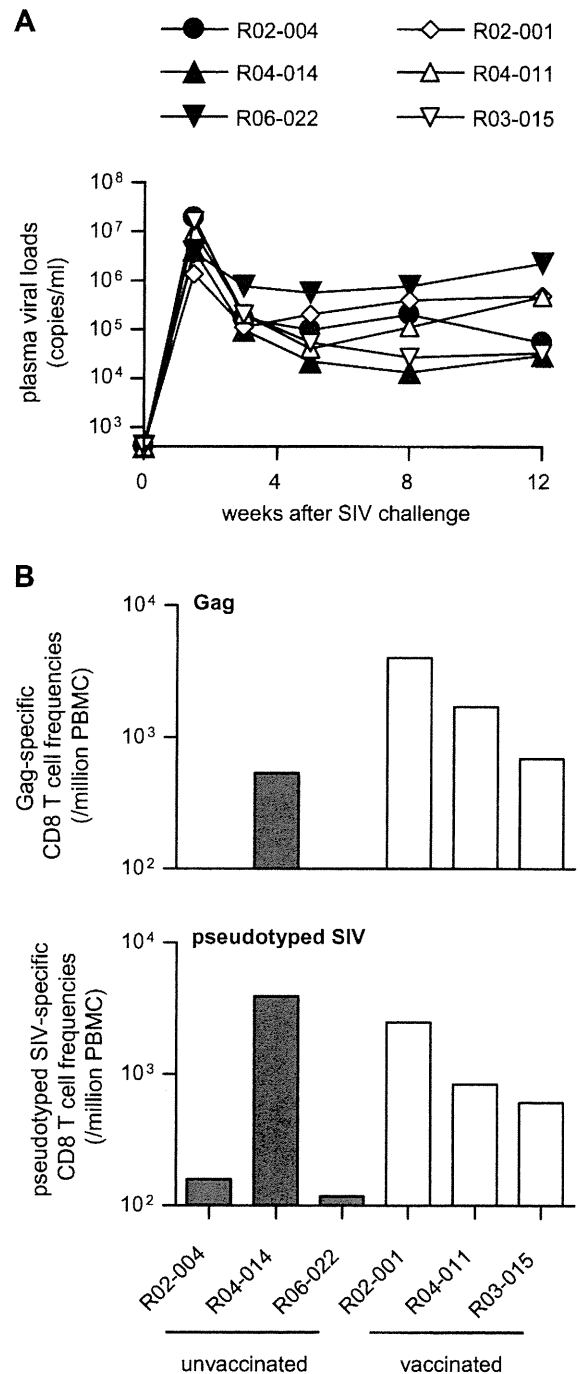 A
R02-004
R02-001
R04-014
R04-011
R06-022
R03-015
plasma viral loads
(copies/ml)
10⁸
10⁷
10⁶
10⁵
10⁴
10³
0
4
8
12
weeks after SIV challenge
B
Gag
Gag-specific
CD8 T cell frequencies
(/million PBMC)
10⁴
10³
10²
pseudotyped SIV
pseudotyped SIV-specific
CD8 T cell frequencies
(/million PBMC)
10⁴
10³
10²
R02-004
R04-014
R06-022
R02-001
R04-011
R03-015
unvaccinated
vaccinated